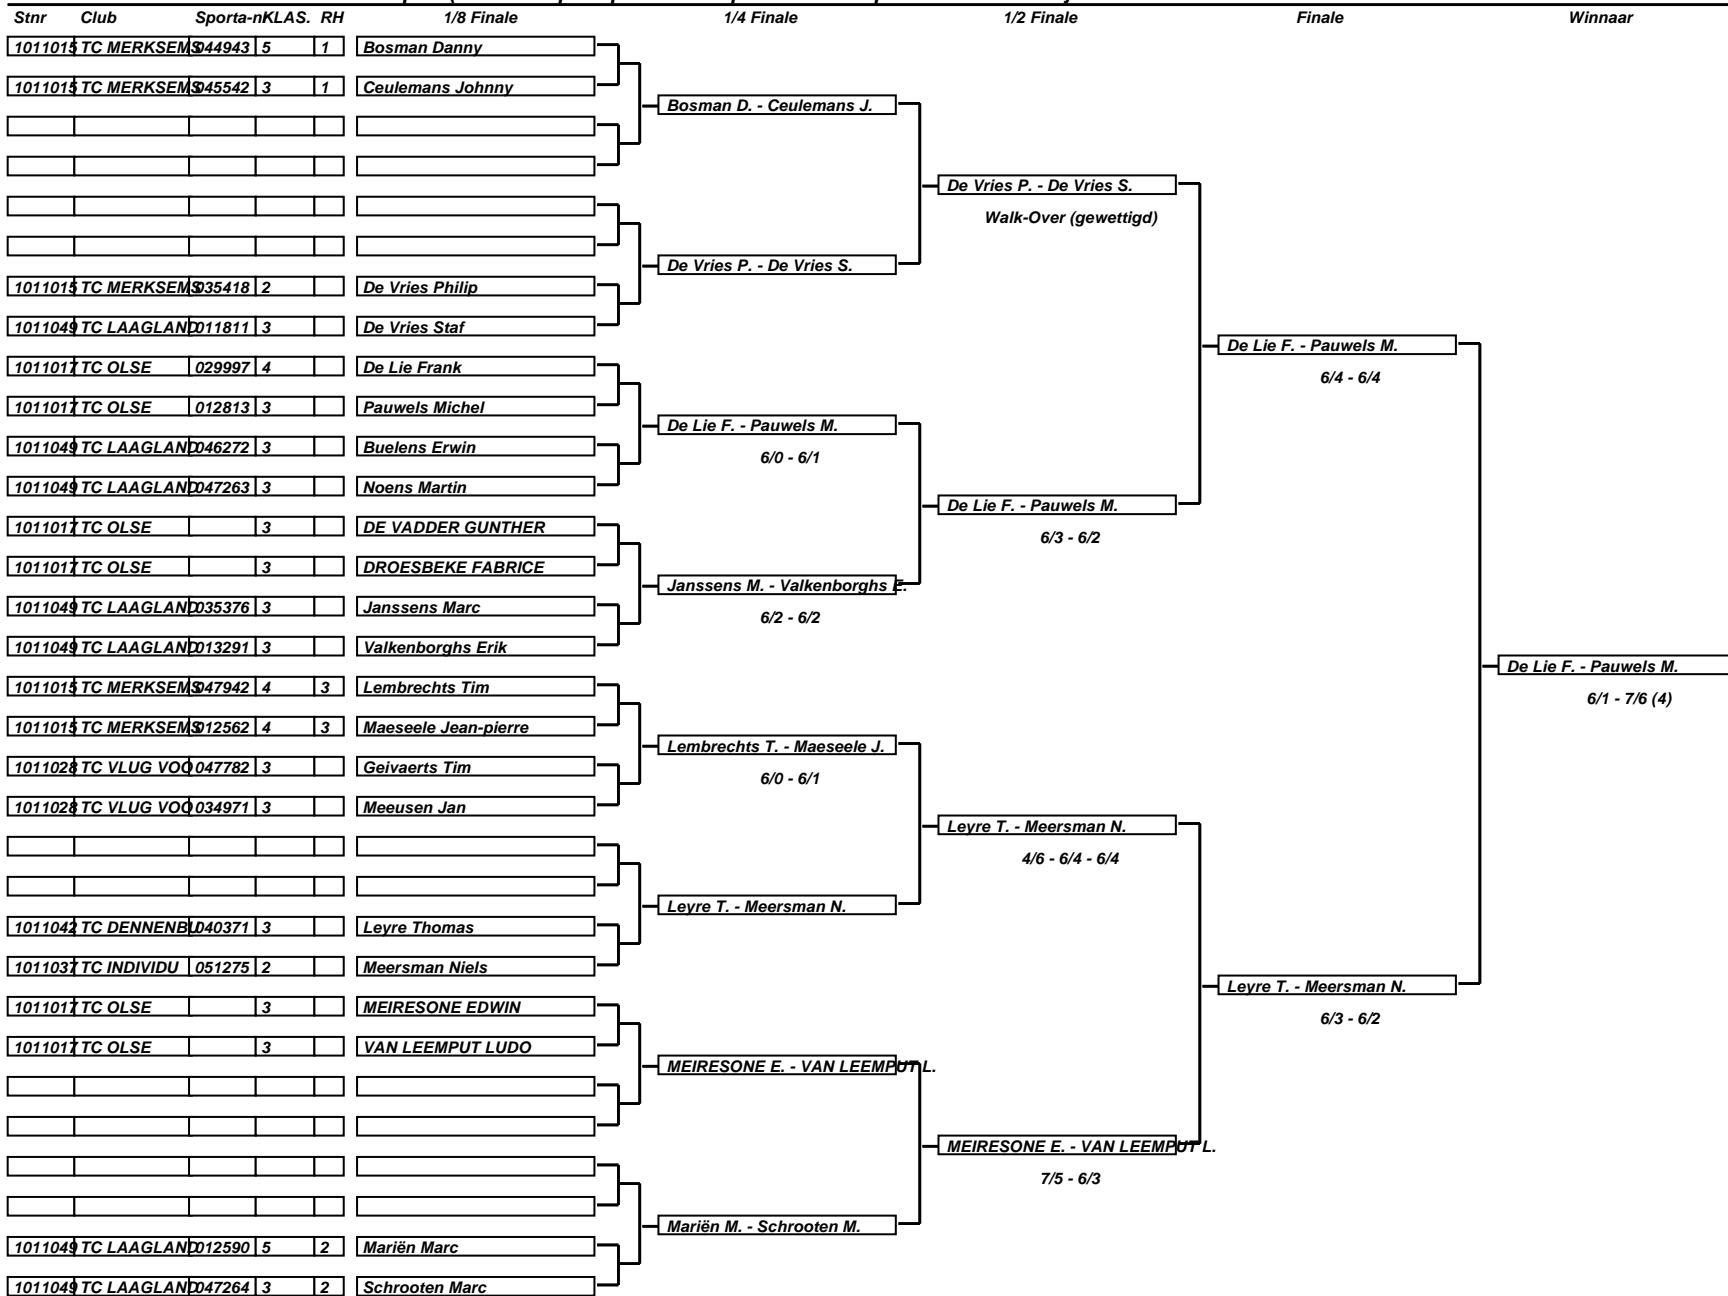 Stnr Club Sporta-nKLAS. RH 1/8 Finale 1/4 Finale 1/2 Finale Finale Winnaar
1011015 TC MERKSEMS 044943 5 1 Bosman Danny
1011015 TC MERKSEMS 045542 3 1 Ceulemans Johnny
Bosman D. - Ceulemans J.
De Vries P. - De Vries S.
Walk-Over (gewettigd)
De Vries P. - De Vries S.
1011015 TC MERKSEMS 035418 2 De Vries Philip
1011049 TC LAAGLAND 011811 3 De Vries Staf
De Lie F. - Pauwels M.
1011017 TC OLSE 029997 4 De Lie Frank
6/4 - 6/4
1011017 TC OLSE 012813 3 Pauwels Michel
De Lie F. - Pauwels M.
1011049 TC LAAGLAND 046272 3 Buelens Erwin
6/0 - 6/1
1011049 TC LAAGLAND 047263 3 Noens Martin
De Lie F. - Pauwels M.
1011017 TC OLSE 3 DE VADDER GUNTHER
6/3 - 6/2
1011017 TC OLSE 3 DROESBEKE FABRICE
Janssens M. - Valkenborghs E.
1011049 TC LAAGLAND 035376 3 Janssens Marc
6/2 - 6/2
1011049 TC LAAGLAND 013291 3 Valkenborghs Erik
De Lie F. - Pauwels M.
1011015 TC MERKSEMS 047942 4 3 Lembrechts Tim
6/1 - 7/6 (4)
1011015 TC MERKSEMS 012562 4 3 Maeseele Jean-pierre
Lembrechts T. - Maeseele J.
1011028 TC VLUG VOO 047782 3 Geivaerts Tim
6/0 - 6/1
1011028 TC VLUG VOO 034971 3 Meeusen Jan
Leyre T. - Meersman N.
4/6 - 6/4 - 6/4
Leyre T. - Meersman N.
1011042 TC DENNENBU 040371 3 Leyre Thomas
1011037 TC INDIVIDU 051275 2 Meersman Niels
Leyre T. - Meersman N.
1011017 TC OLSE 3 MEIRESONE EDWIN
6/3 - 6/2
1011017 TC OLSE 3 VAN LEEMPUT LUDO
MEIRESONE E. - VAN LEEMPUT L.
MEIRESONE E. - VAN LEEMPUT L.
7/5 - 6/3
Mariën M. - Schrooten M.
1011049 TC LAAGLAND 012590 5 2 Mariën Marc
1011049 TC LAAGLAND 047264 3 2 Schrooten Marc